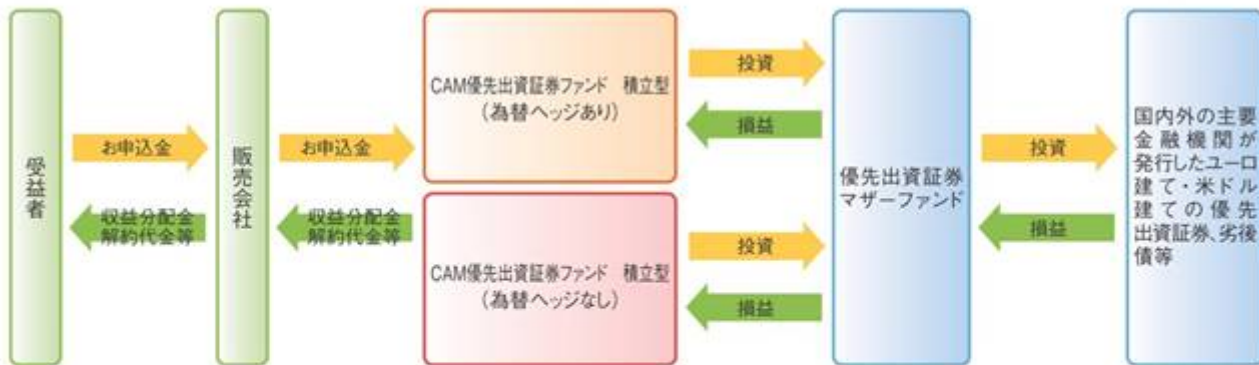 受益者
お申込金
収益分配金
解約代金等
販売会社
お申込金
収益分配金
解約代金等
CAM優先出資証券ファンド　積立型
（為替ヘッジあり）
CAM優先出資証券ファンド　積立型
（為替ヘッジなし）
投資
損益
投資
損益
優先出資証券
マザーファンド
投資
損益
国内外の主要
金融機関が
発行したユーロ
建て・米ドル
建ての優先
出資証券、劣後
債等